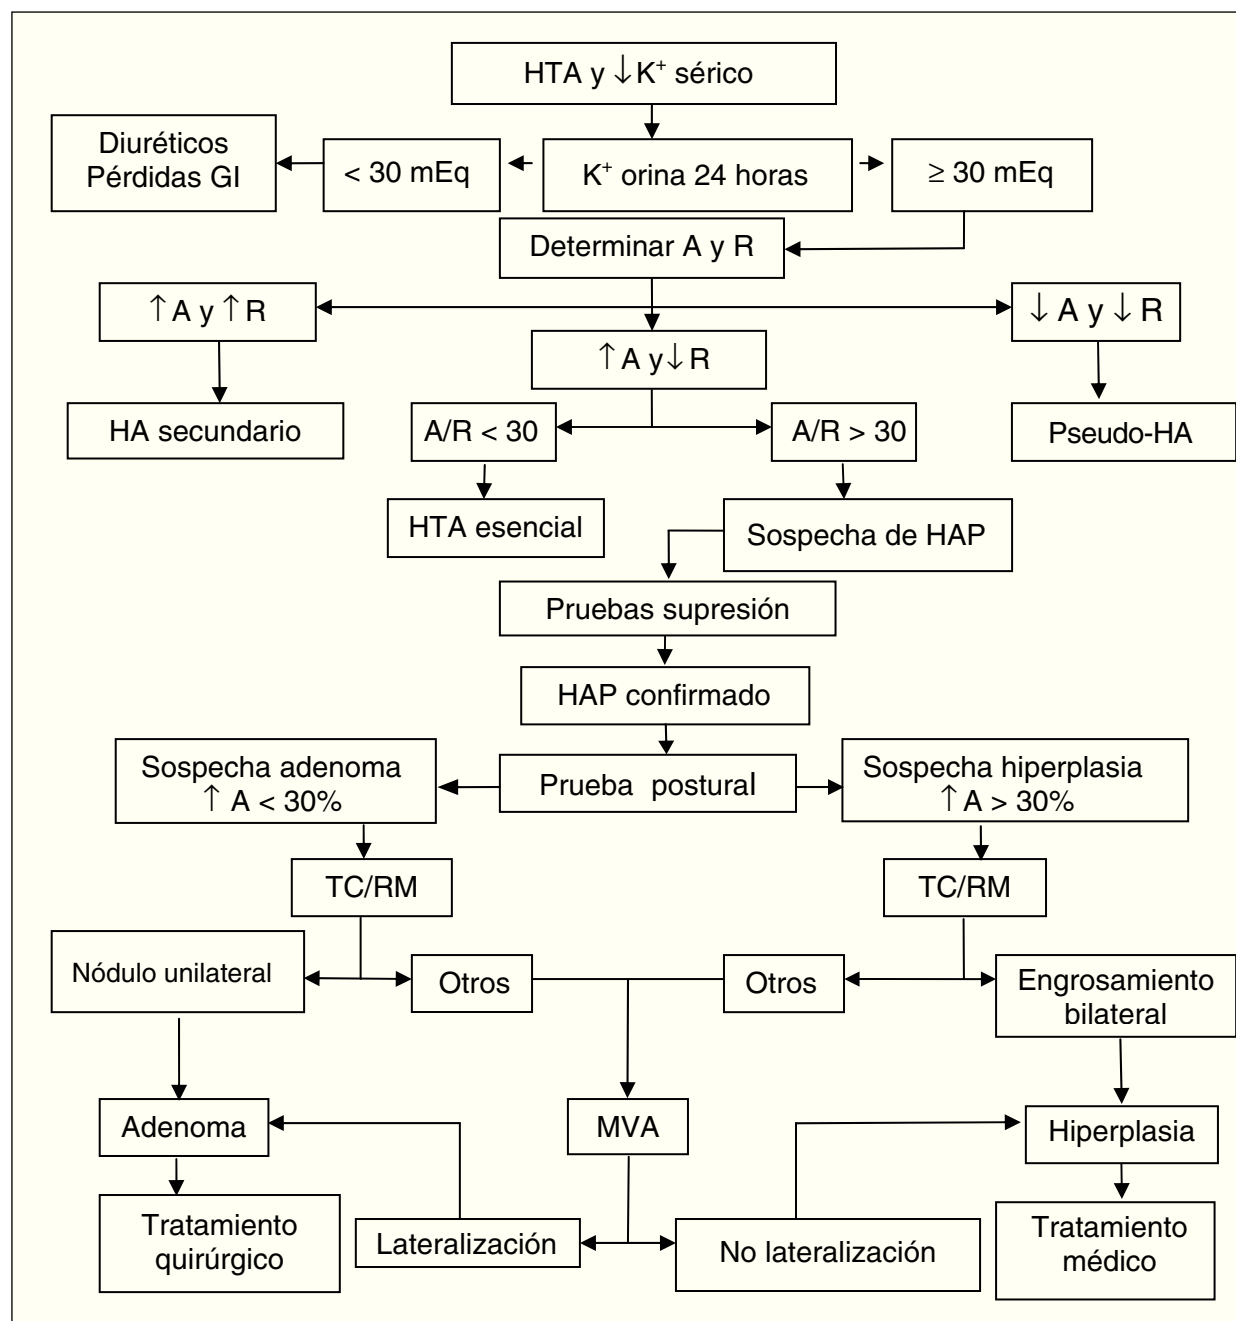 HTA y ↓K⁺ sérico
Diuréticos
Pérdidas GI
< 30 mEq
K⁺ orina 24 horas
≥ 30 mEq
Determinar A y R
↑A y ↑R
↓ A y ↓ R
↑ A y↓ R
HA secundario
A/R < 30
A/R > 30
Pseudo-HA
HTA esencial
Sospecha de HAP
Pruebas supresión
HAP confirmado
Sospecha adenoma
↑ A < 30%
Prueba postural
Sospecha hiperplasia
↑ A > 30%
TC/RM
TC/RM
Nódulo unilateral
Otros
Otros
Engrosamiento
bilateral
Adenoma
MVA
Hiperplasia
Tratamiento
quirúrgico
Lateralización
No lateralización
Tratamiento
médico